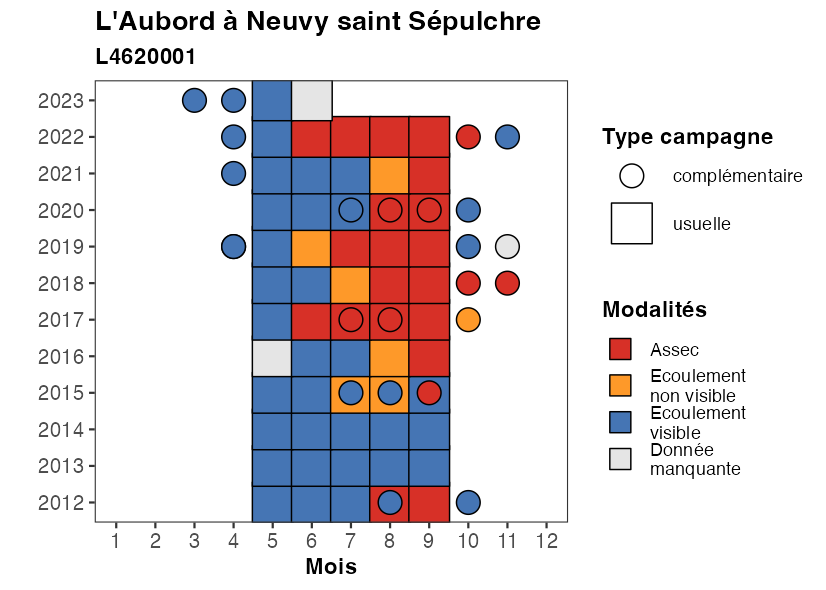 L'Aubord à Neuvy saint Sépulchre
L4620001
2023
2022
2021
2020
2019
2018
2017
2016
2015
2014
2013
2012
1 2 3 4 5 6 7 8 9 10 11 12
Mois
Type campagne
complémentaire
usuelle
Modalités
Assec
Ecoulement
non visible
Ecoulement
visible
Donnée
manquante